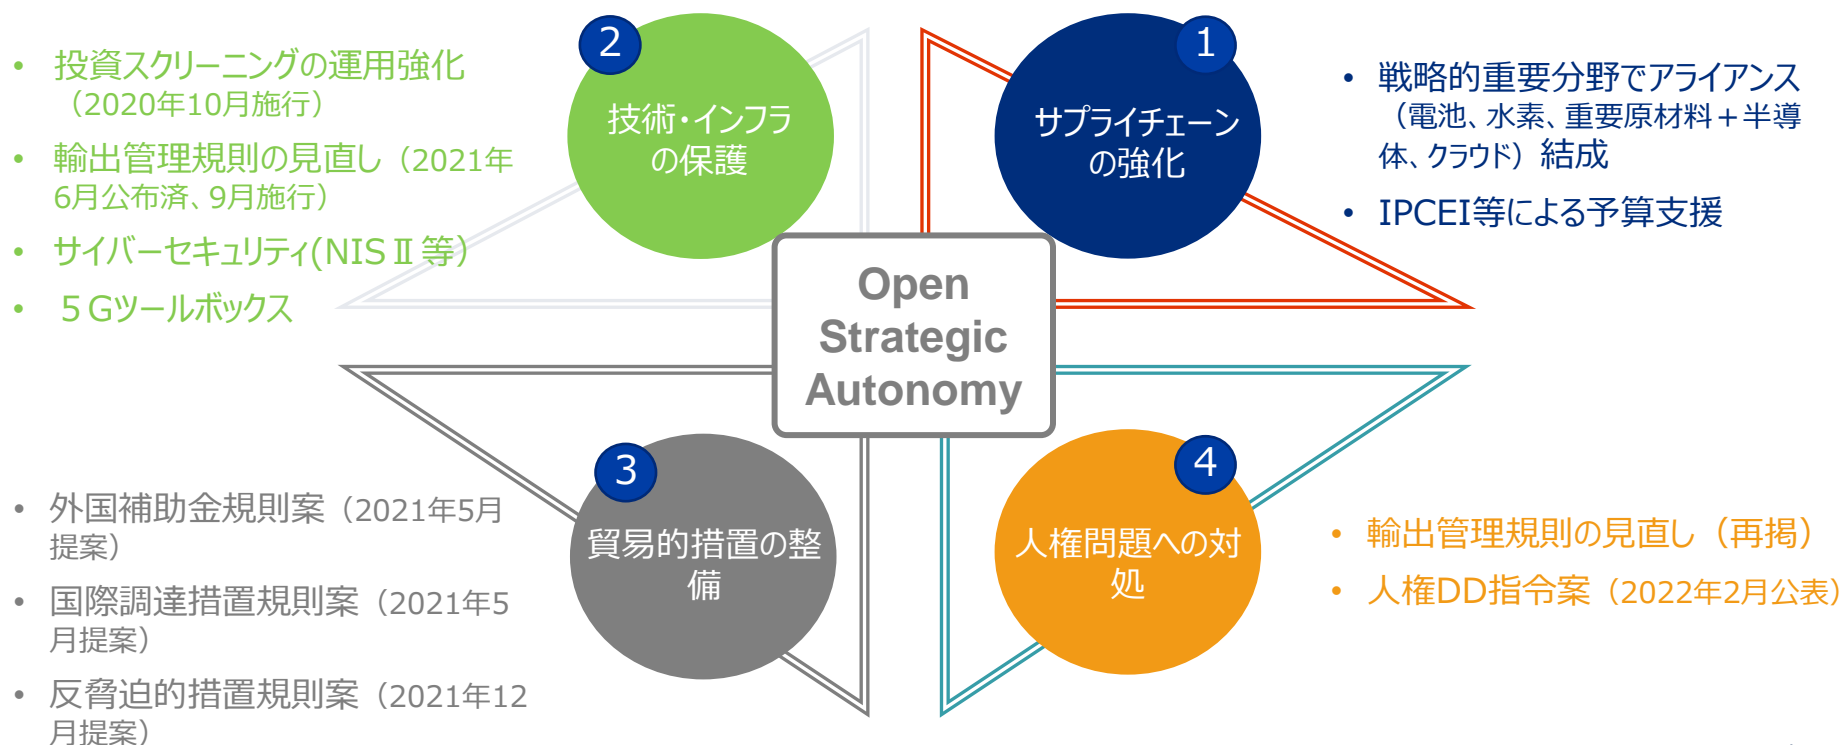 2
技術・インフラ
の保護
• 投資スクリーニングの運用強化
（2020年10月施行）
• 輸出管理規則の見直し（2021年
6月公布済、9月施行）
• サイバーセキュリティ(NISⅡ等）
• ５Gツールボックス
1
サプライチェーン
の強化
• 戦略的重要分野でアライアンス
（電池、水素、重要原材料＋半導
体、クラウド）結成
• IPCEI等による予算支援
Open
Strategic
Autonomy
3
貿易的措置の整
備
• 外国補助金規則案（2021年5月
提案）
• 国際調達措置規則案（2021年5
月提案）
• 反脅迫的措置規則案（2021年12
月提案）
4
人権問題への対
処
• 輸出管理規則の見直し（再掲）
• 人権DD指令案（2022年2月公表）